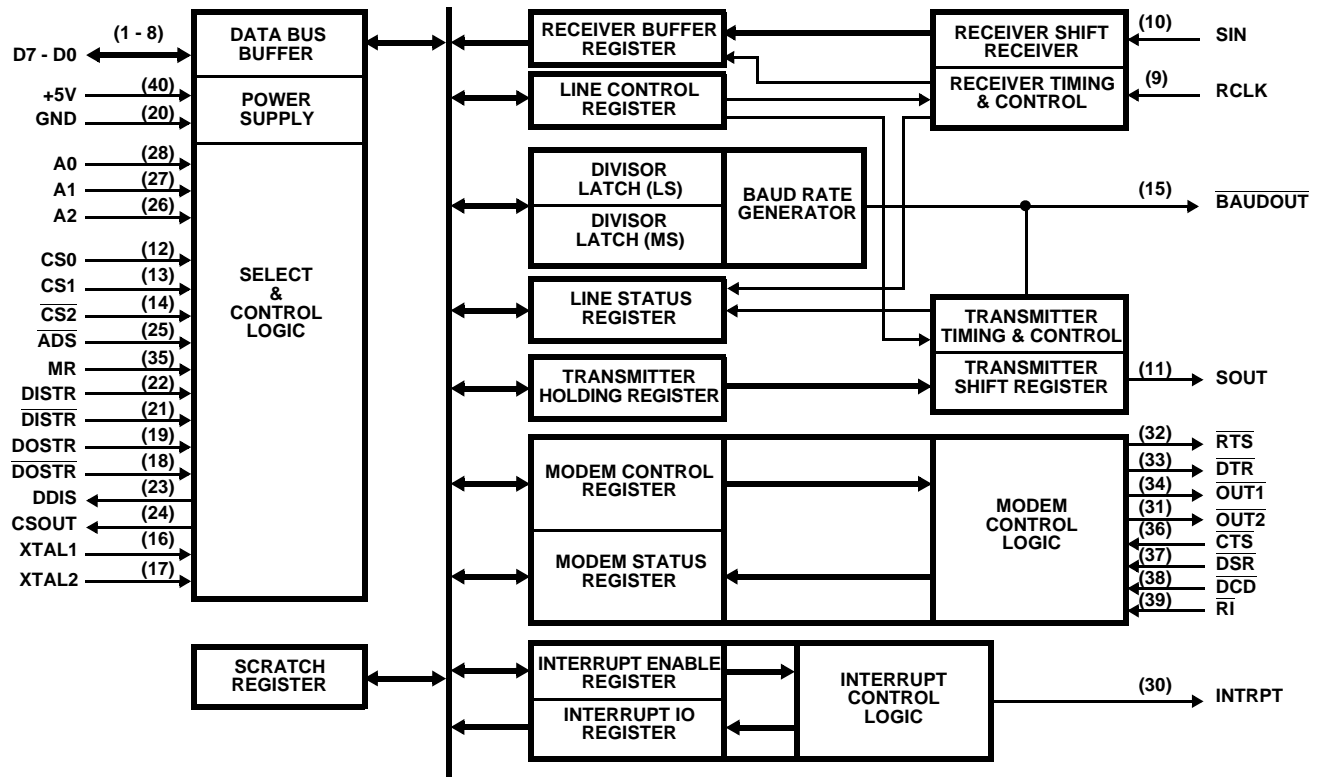 (1 - 8)
D7 - D0
+5V
(40)
GND
(20)
A0
(28)
A1
(27)
A2
(26)
CS0
(12)
CS1
(13)
CS2
(14)
ADS
(25)
MR
(35)
DISTR
(22)
DISTR
(21)
DOSTR
(19)
DOSTR
(18)
DDIS
(23)
CSOUT
(24)
XTAL1
(16)
XTAL2
(17)
DATA BUS
BUFFER
POWER
SUPPLY
SELECT
&
CONTROL
LOGIC
SCRATCH
REGISTER
RECEIVER BUFFER
REGISTER
LINE CONTROL
REGISTER
DIVISOR
LATCH (LS)
DIVISOR
LATCH (MS)
BAUD RATE
GENERATOR
LINE STATUS
REGISTER
TRANSMITTER
HOLDING REGISTER
MODEM CONTROL
REGISTER
MODEM STATUS
REGISTER
INTERRUPT ENABLE
REGISTER
INTERRUPT IO
REGISTER
INTERRUPT
CONTROL
LOGIC
RECEIVER SHIFT
RECEIVER
RECEIVER TIMING
& CONTROL
TRANSMITTER
TIMING & CONTROL
TRANSMITTER
SHIFT REGISTER
MODEM
CONTROL
LOGIC
(10)
SIN
(9)
RCLK
(15)
BAUDOUT
(11)
SOUT
(32)
RTS
(33)
DTR
(34)
OUT1
(31)
OUT2
(36)
CTS
(37)
DSR
(38)
DCD
(39)
RI
(30)
INTRPT